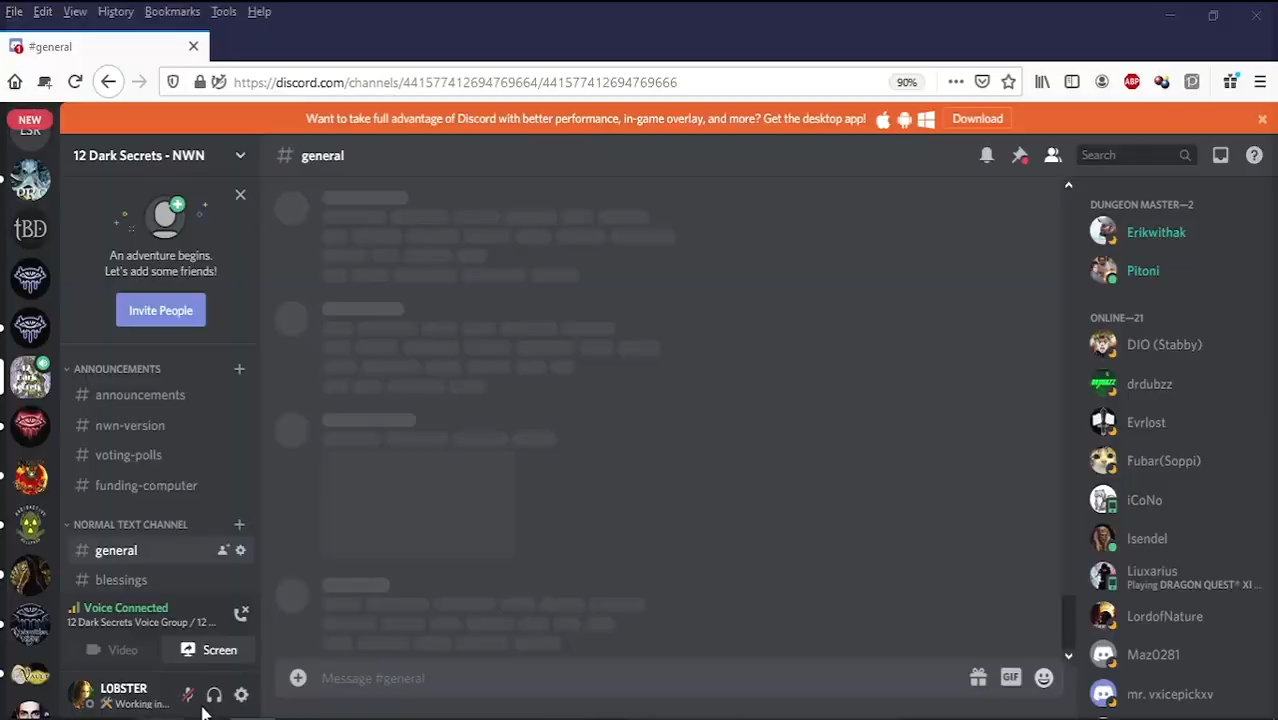 File Edit View History Bookmarks Tools Help
#general
https://discord.com/channels/441577412694769664/441577412694769666
90%
ABP
Want to take full advantage of Discord with better performance, in-game overlay, and more? Get the desktop app!
Download
NEW
LSR
PRC
tBD
12 Dark Secrets - NWN
general
Search
An adventure begins.
Let's add some friends!
Invite People
ANNOUNCEMENTS
announcements
nwn-version
voting-polls
funding-computer
NORMAL TEXT CHANNEL
general
blessings
Voice Connected
12 Dark Secrets Voice Group / 12 ...
Video
Screen
LOBSTER
Working in...
Message #general
GIF
DUNGEON MASTER—2
Erikwithak
Pitoni
ONLINE—21
DIO (Stabby)
drdubzz
Evrlost
Fubar(Soppi)
iCoNo
Isendel
Liuxarius
Playing DRAGON QUEST® XI ...
LordofNature
Maz0281
mr. vxicepickxv